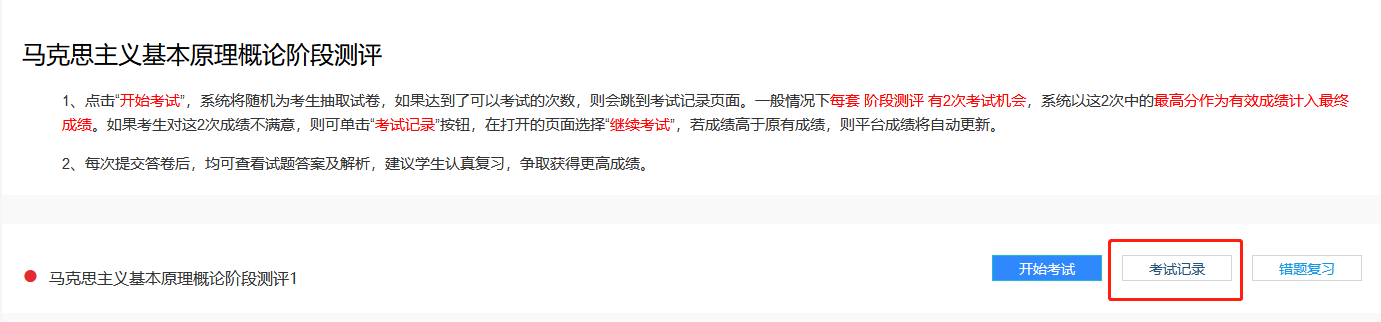 马克思主义基本原理概论阶段测评
1、点击“开始考试”，系统将随机为考生抽取试卷，如果达到了可以考试的次数，则会跳到考试记录页面。一般情况下每套 阶段测评 有2次考试机会，系统以这2次中的最高分作为有效成绩计入最终
成绩。如果考生对这2次成绩不满意，则可单击“考试记录”按钮，在打开的页面选择“继续考试”，若成绩高于原有成绩，则平台成绩将自动更新。
2、每次提交答卷后，均可查看试题答案及解析，建议学生认真复习，争取获得更高成绩。
马克思主义基本原理概论阶段测评1 开始考试 考试记录 错题复习